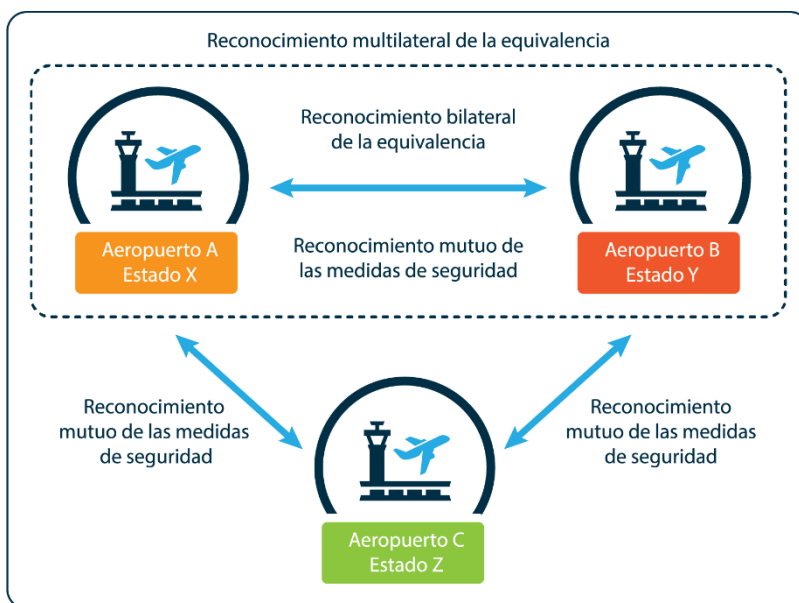 Reconocimiento multilateral de la equivalencia
Reconocimiento bilateral
de la equivalencia
Reconocimiento mutuo de
las medidas de seguridad
Aeropuerto A
Estado X
Aeropuerto B
Estado Y
Reconocimiento
mutuo de las medidas
de seguridad
Reconocimiento
mutuo de las medidas
de seguridad
Aeropuerto C
Estado Z